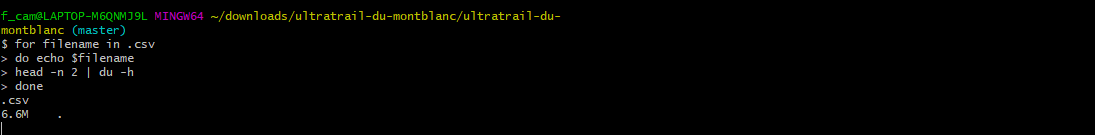 f_cam@LAPTOP-M6QNMJ9L MINGW64 ~/downloads/ultratrail-du-montblanc/ultratrail-du-
montblanc (master)
$ for filename in .csv
> do echo $filename
> head -n 2 | du -h
> done
.csv
6.6M    .